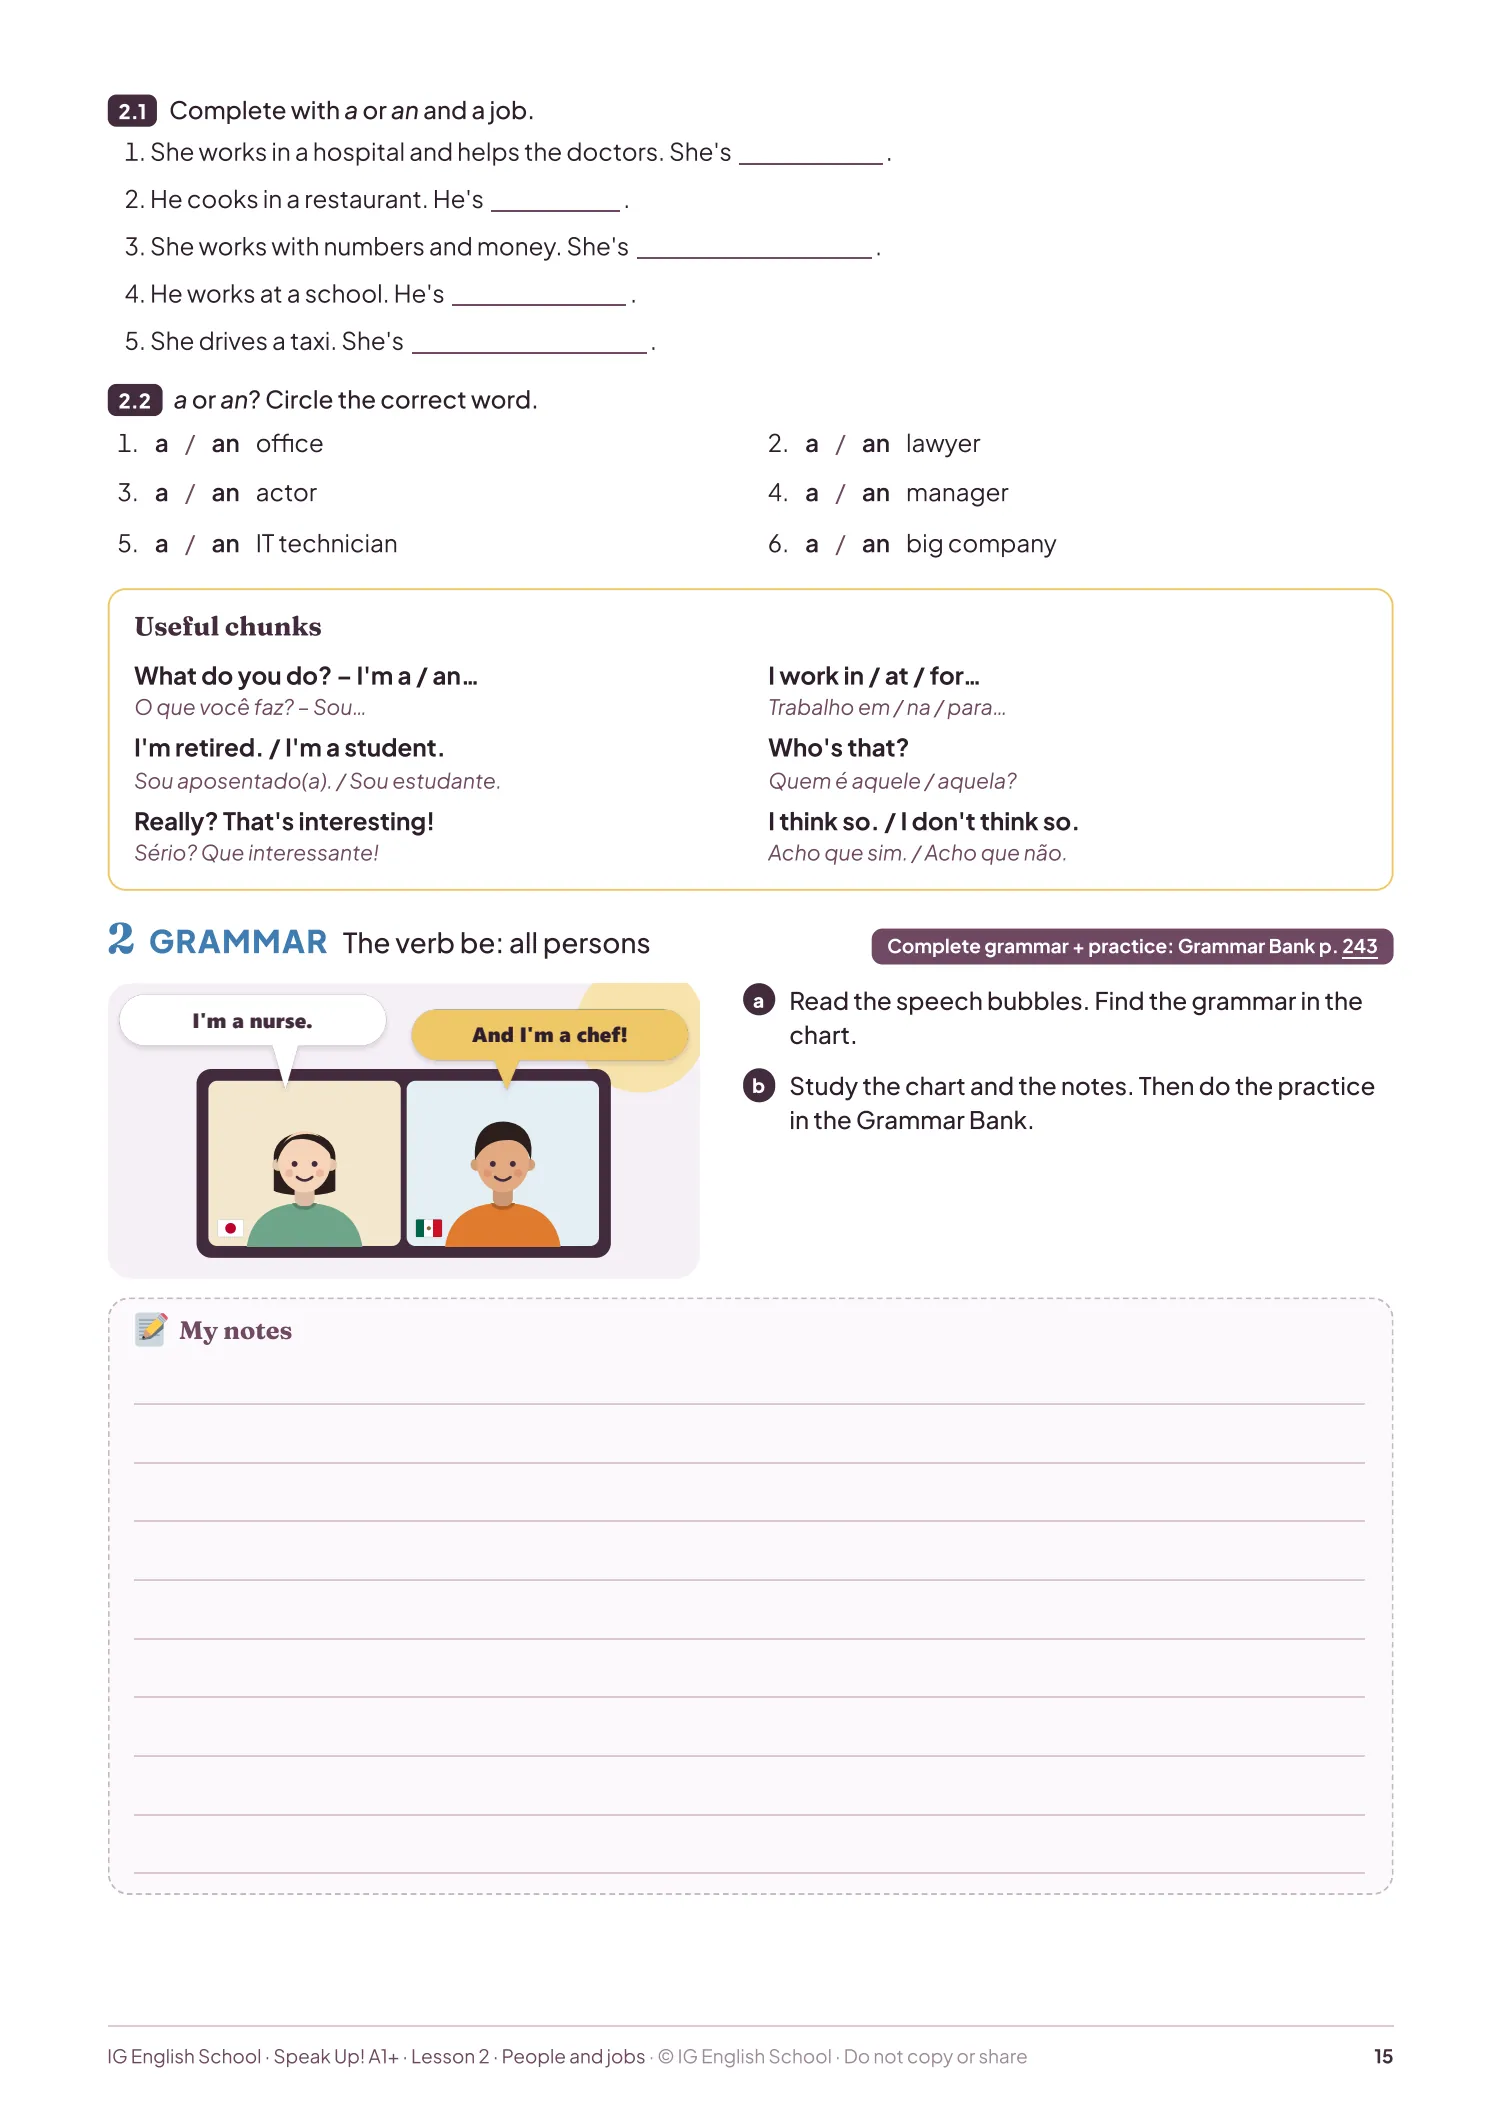 2.1 Complete with a or an and a job.
1. She works in a hospital and helps the doctors. She's ____________.
2. He cooks in a restaurant. He's ___________.
3. She works with numbers and money. She's ____________________.
4. He works at a school. He's _______________.
5. She drives a taxi. She's ____________________.
2.2 a or an? Circle the correct word.
1. a / an office
2. a / an lawyer
3. a / an actor
4. a / an manager
5. a / an IT technician
6. a / an big company
Useful chunks
What do you do? – I'm a / an…
O que você faz? – Sou…
I work in / at / for…
Trabalho em / na / para…
I'm retired. / I'm a student.
Sou aposentado(a). / Sou estudante.
Who's that?
Quem é aquele / aquela?
Really? That's interesting!
Sério? Que interessante!
I think so. / I don't think so.
Acho que sim. / Acho que não.
2 GRAMMAR The verb be: all persons
Complete grammar + practice: Grammar Bank p. 243
I'm a nurse.
And I'm a chef!
a Read the speech bubbles. Find the grammar in the
chart.
b Study the chart and the notes. Then do the practice
in the Grammar Bank.
My notes
IG English School · Speak Up! A1+ · Lesson 2 · People and jobs · © IG English School · Do not copy or share
15